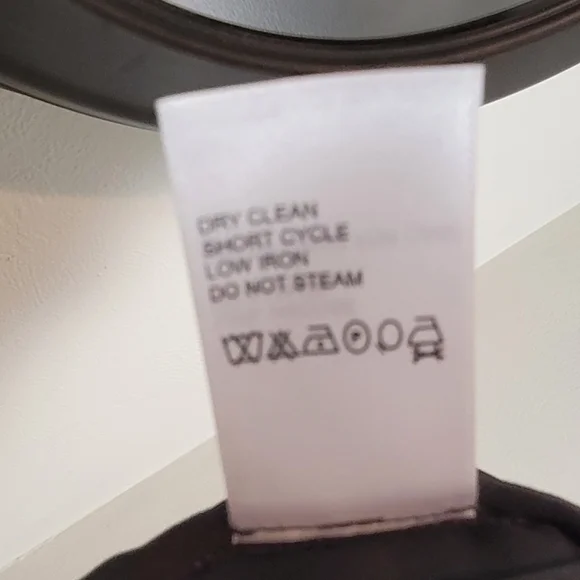 DRY CLEAN
SHORT CYCLE
LOW IRON
DO NOT STEAM